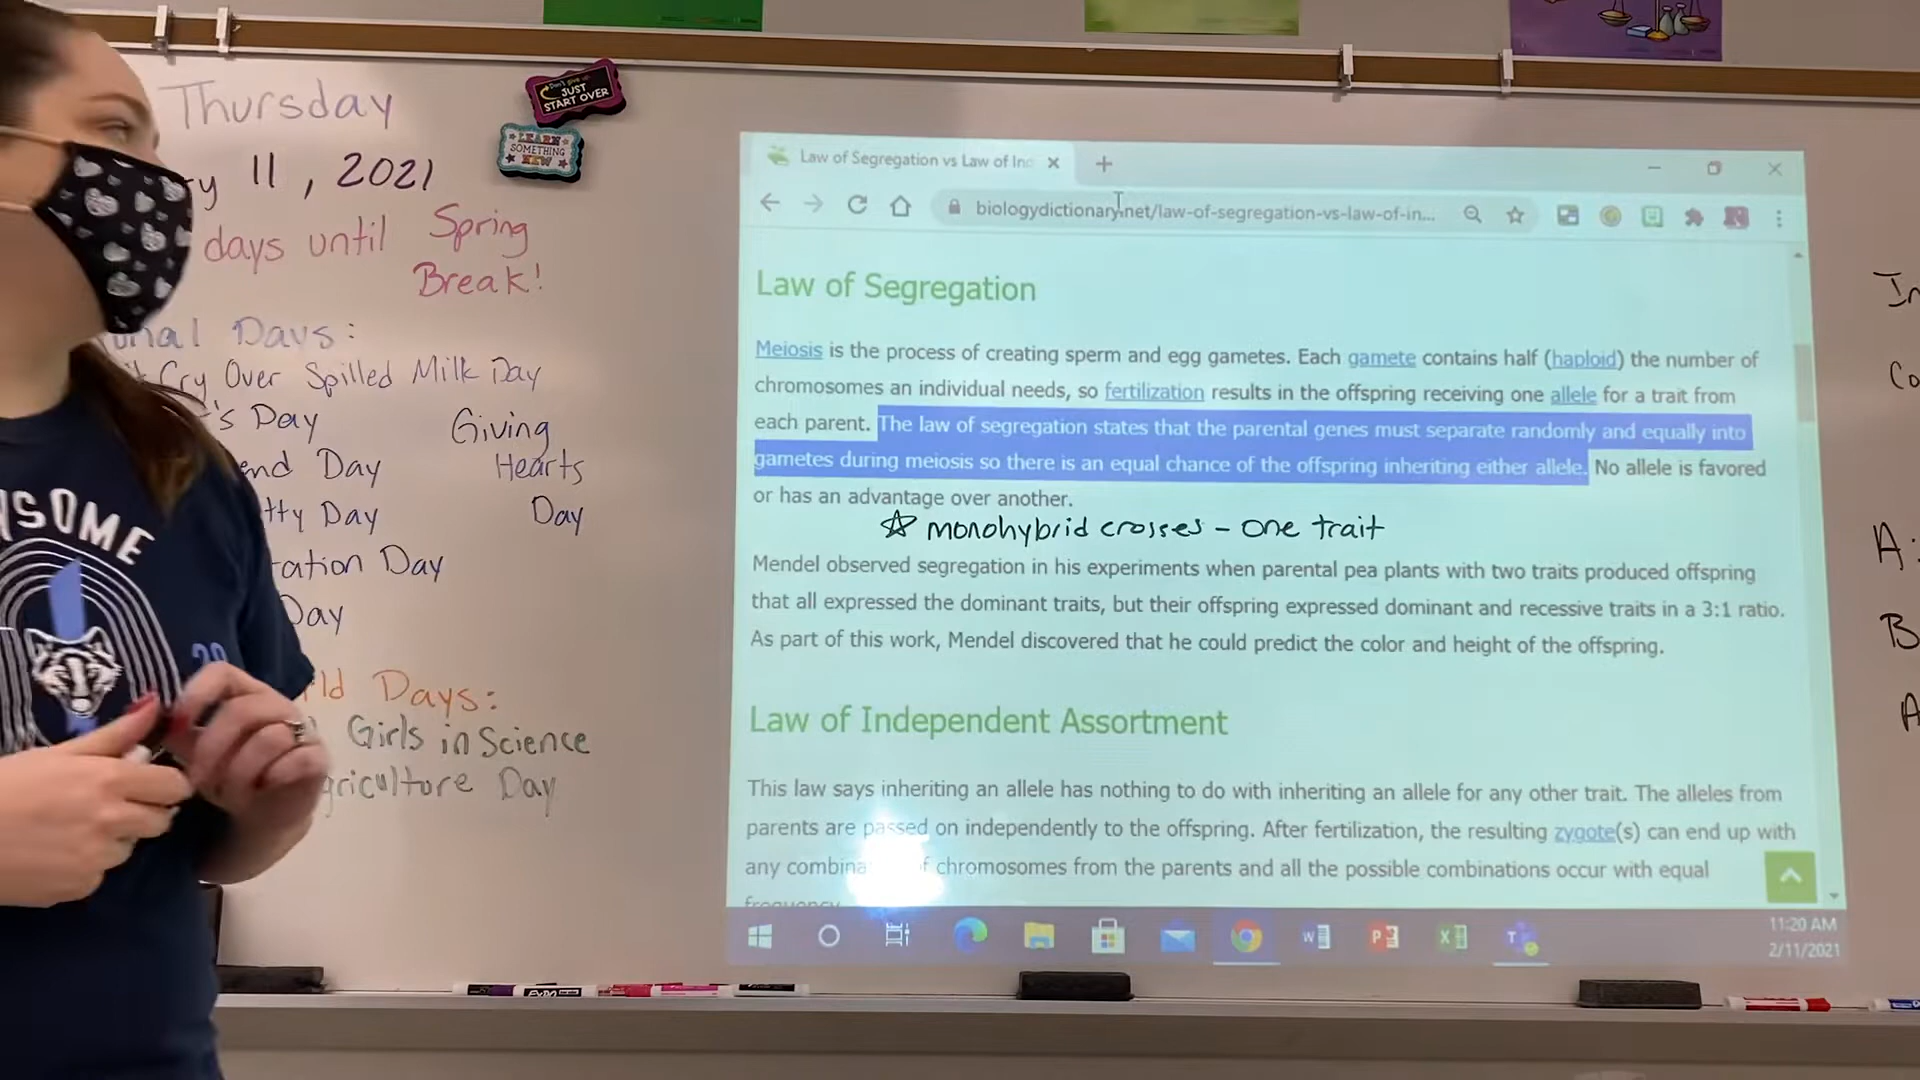 Thursday
11, 2021
days until Spring
Break!
Days:
Cry Over Spilled Milk Day
Day
Giving
Day
Hearts
Day
Day
Day
Day
Days:
Girls in Science
Day
Don't give up
JUST
START OVER
LEARN
SOMETHING
NEW
Law of Segregation vs Law of Inc
biologydictionary.net/law-of-segregation-vs-law-of-in...
Law of Segregation
Meiosis is the process of creating sperm and egg gametes. Each gamete contains half (haploid) the number of
chromosomes an individual needs, so fertilization results in the offspring receiving one allele for a trait from
each parent. The law of segregation states that the parental genes must separate randomly and equally into
gametes during meiosis so there is an equal chance of the offspring inheriting either allele. No allele is favored
or has an advantage over another.
☆ monohybrid crosses - one trait
Mendel observed segregation in his experiments when parental pea plants with two traits produced offspring
that all expressed the dominant traits, but their offspring expressed dominant and recessive traits in a 3:1 ratio.
As part of this work, Mendel discovered that he could predict the color and height of the offspring.
Law of Independent Assortment
This law says inheriting an allele has nothing to do with inheriting an allele for any other trait. The alleles from
parents are passed on independently to the offspring. After fertilization, the resulting zygote(s) can end up with
any combina f chromosomes from the parents and all the possible combinations occur with equal
frequency
11:20 AM
2/11/2021
In
Co
A:
B
A
EXPO